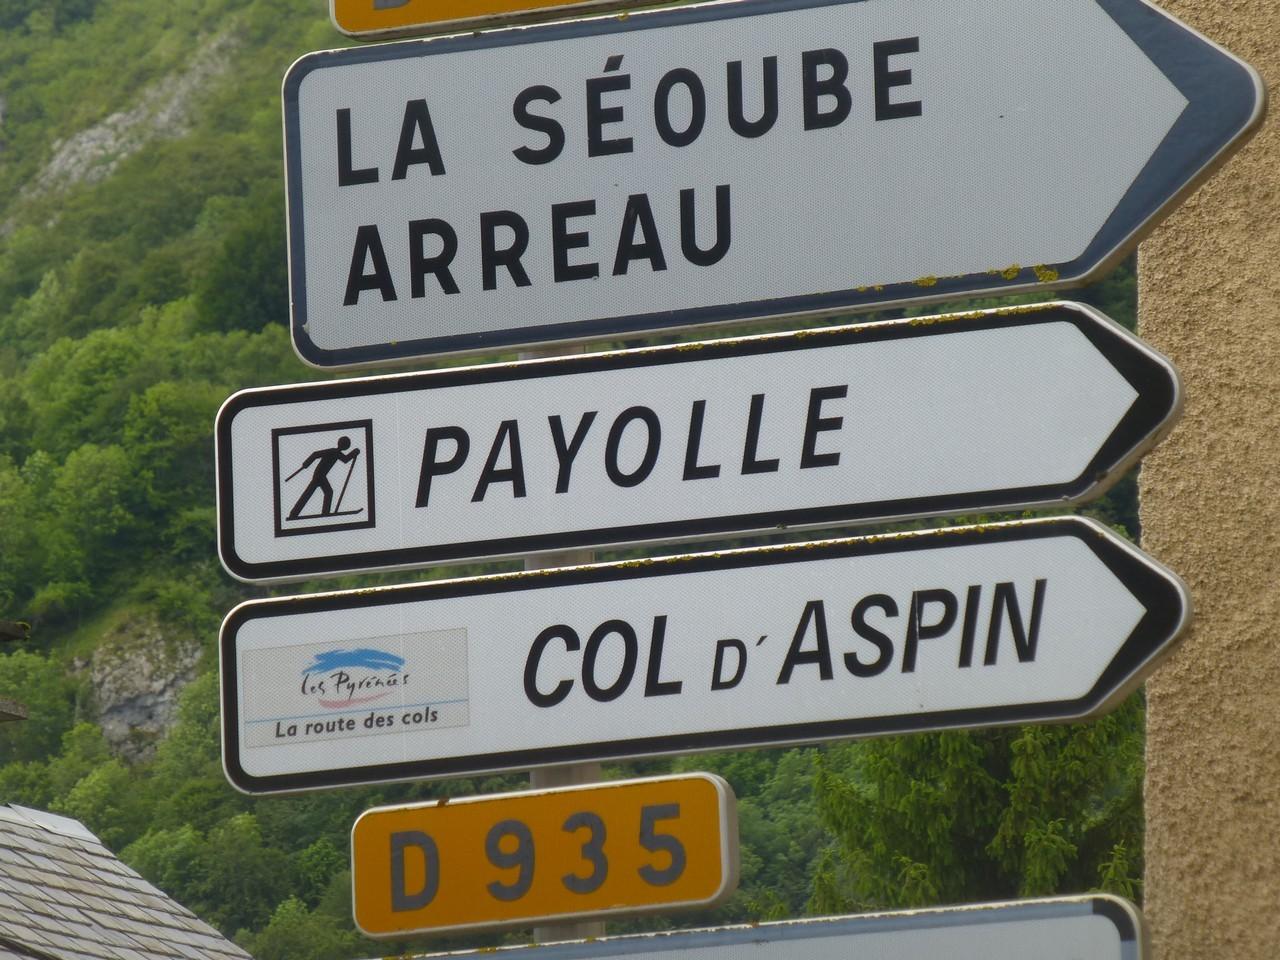 LA SÉOUBE
ARREAU
PAYOLLE
COL D'ASPIN
Les Pyrénées
La route des cols
D 935